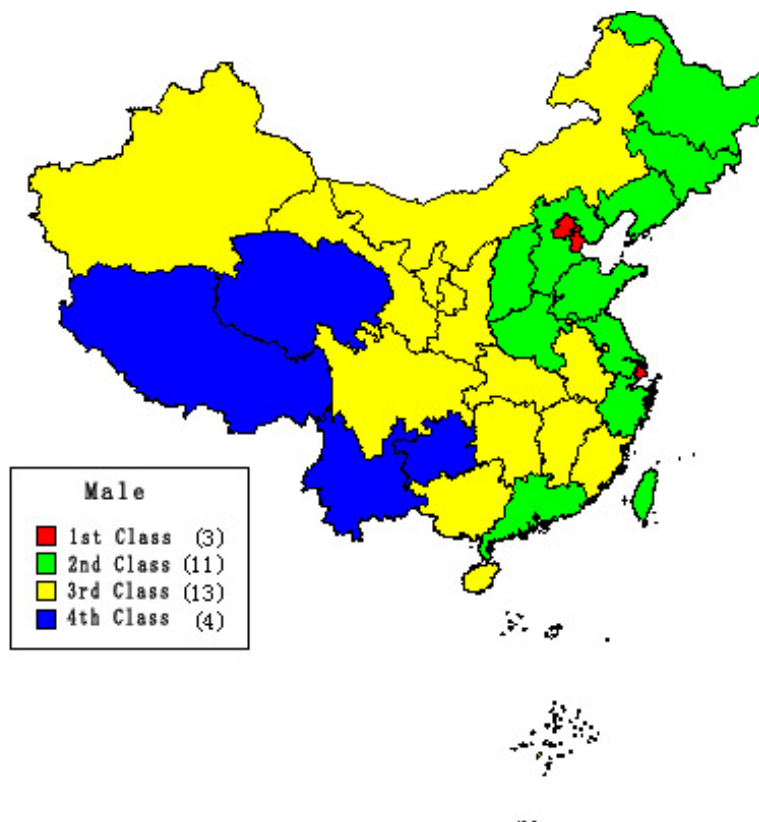 Male
1st Class (3)
2nd Class (11)
3rd Class (13)
4th Class (4)